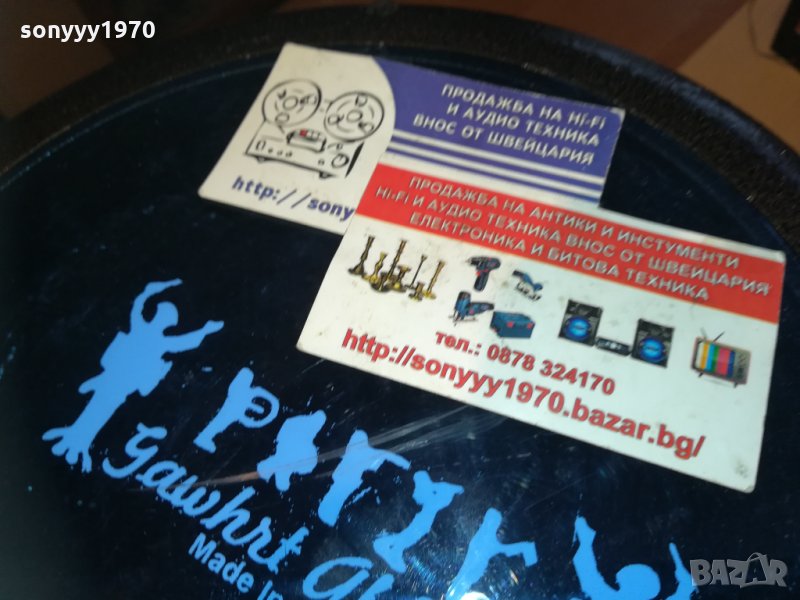 sonyyy1970
ПРОДАЖБА НА Hi-Fi
И АУДИО ТЕХНИКА
ВНОС ОТ ШВЕЙЦАРИЯ
http://sony
ПРОДАЖБА НА АНТИКИ И ИНСТУМЕНТИ
Hi-Fi И АУДИО ТЕХНИКА ВНОС ОТ ШВЕЙЦАРИЯ
ЕЛЕКТРОНИКА И БИТОВА ТЕХНИКА
тел.: 0878 324170
http://sonyyy1970.bazar.bg/
Gawhrt
Made In
BAZAR